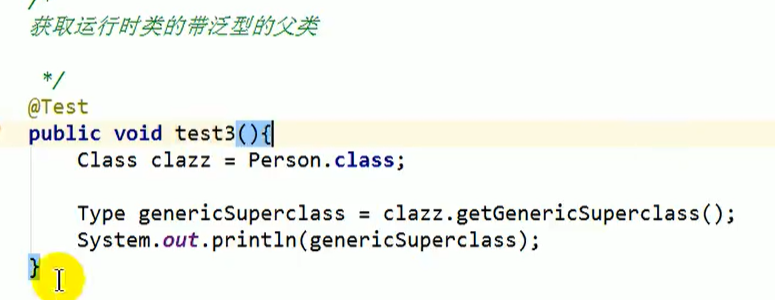 /*
获取运行时类的带泛型的父类
*/
@Test
public void test3(){
Class clazz = Person.class;
Type genericSuperclass = clazz.getGenericSuperclass();
System.out.println(genericSuperclass);
}